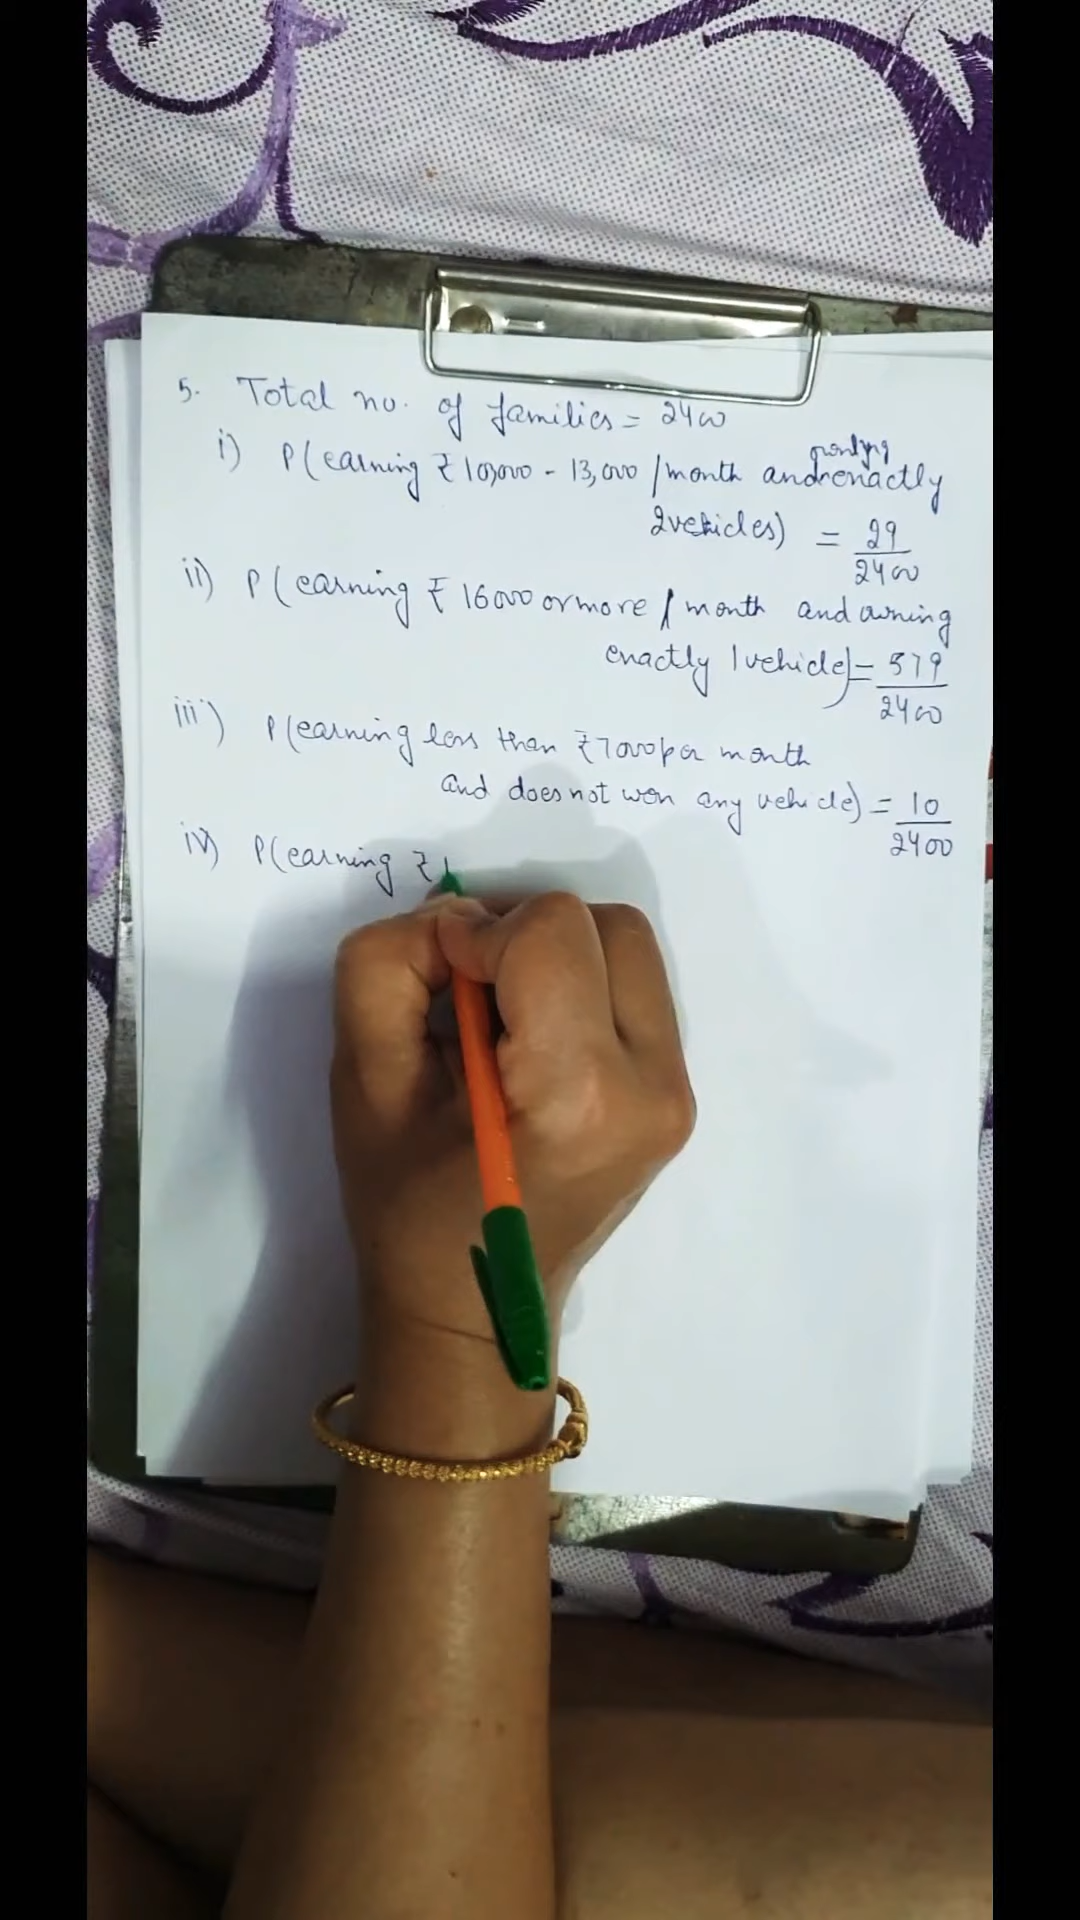 5. Total no. of families = 2400
i) P(earning ₹10,000 - 13,000 /month and exactly
2 vehicles) = 29/2400
ii) P(earning ₹16000 or more / month and owning
exactly 1 vehicle) = 579/2400
iii) P(earning less than ₹7000 per month
and does not won any vehicle) = 10/2400
iv) P(earning ₹1